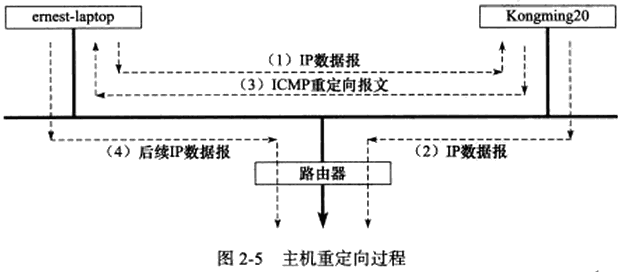 ernest-laptop
Kongming20
（1）IP数据报
（3）ICMP重定向报文
（4）后续IP数据报
（2）IP数据报
路由器
图 2-5 主机重定向过程